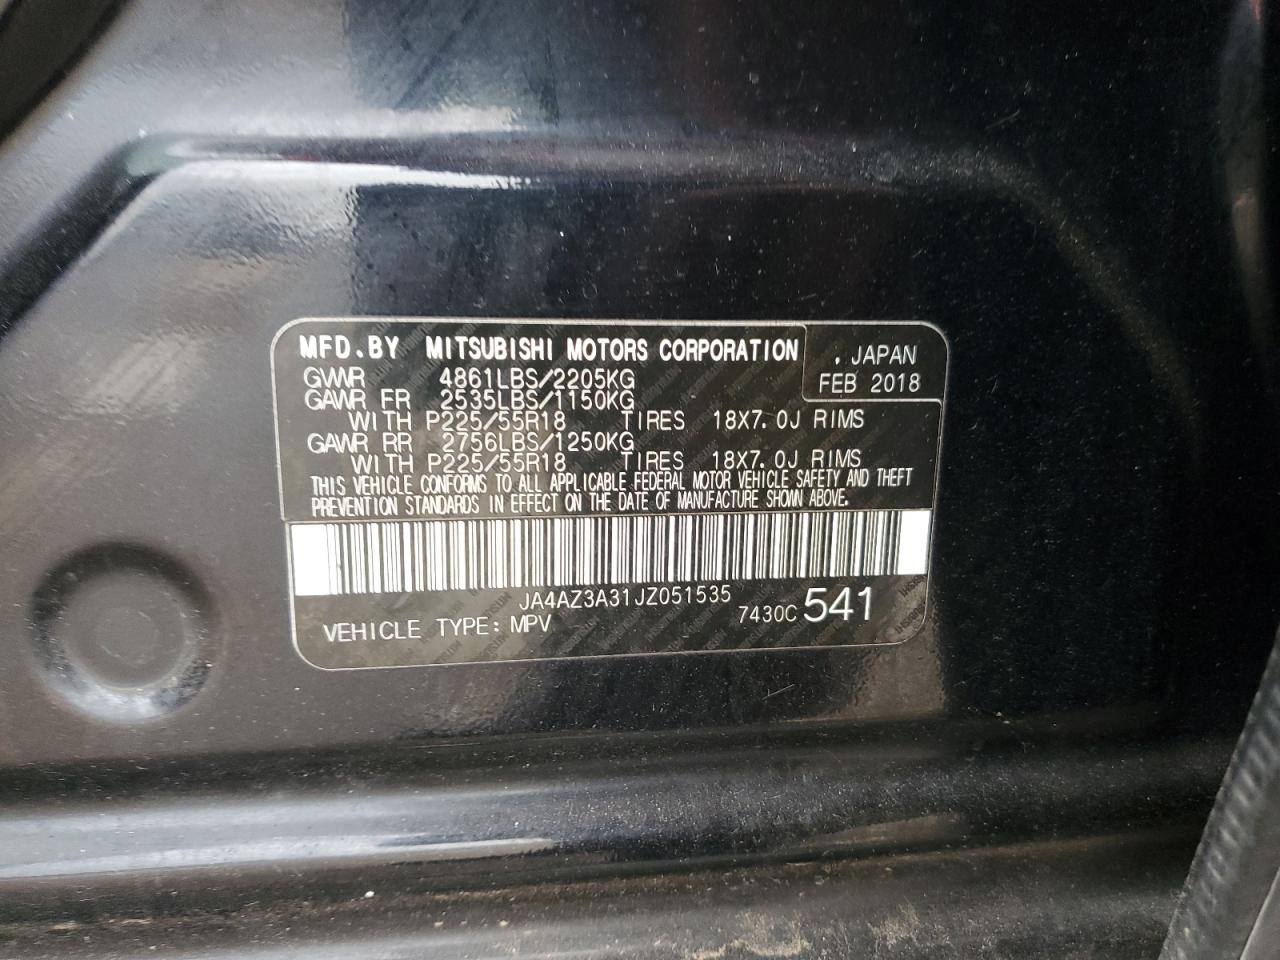 MFD.BY MITSUBISHI MOTORS CORPORATION
. JAPAN
FEB 2018
GVWR 4861LBS/2205KG
GAWR FR 2535LBS/1150KG
WITH P225/55R18 TIRES 18X7.0J RIMS
GAWR RR 2756LBS/1250KG
WITH P225/55R18 TIRES 18X7.0J RIMS
THIS VEHICLE CONFORMS TO ALL APPLICABLE FEDERAL MOTOR VEHICLE SAFETY AND THEFT
PREVENTION STANDARDS IN EFFECT ON THE DATE OF MANUFACTURE SHOWN ABOVE.
JA4AZ3A31JZ051535
7430C 541
VEHICLE TYPE: MPV